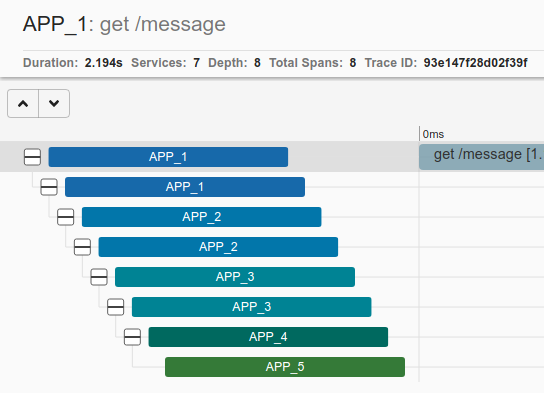 APP_1: get /message
Duration: 2.194s Services: 7 Depth: 8 Total Spans: 8 Trace ID: 93e147f28d02f39f
0ms
APP_1 get /message [1.
APP_1
APP_2
APP_2
APP_3
APP_3
APP_4
APP_5